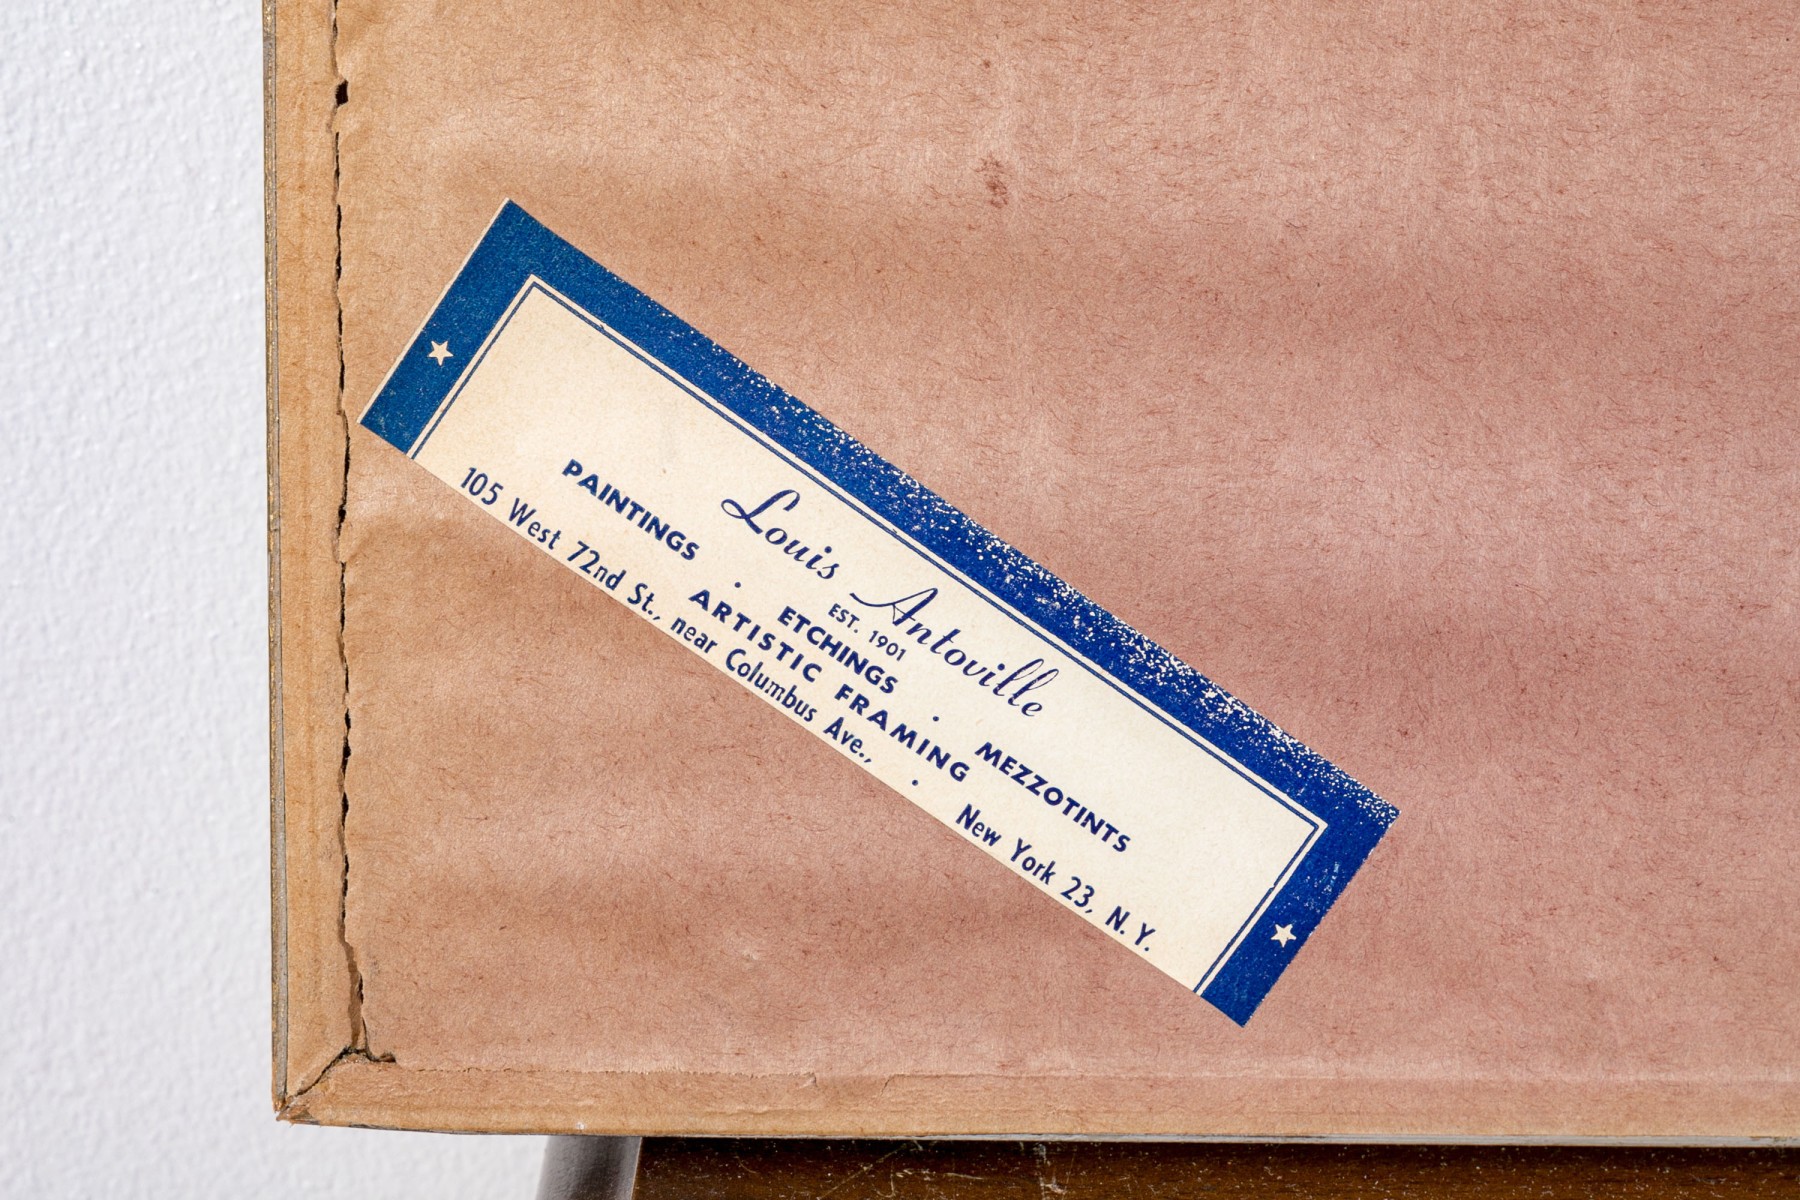 Louis Antoville
EST. 1901
PAINTINGS · ETCHINGS · MEZZOTINTS
ARTISTIC FRAMING
105 West 72nd St., near Columbus Ave., · New York 23, N. Y.